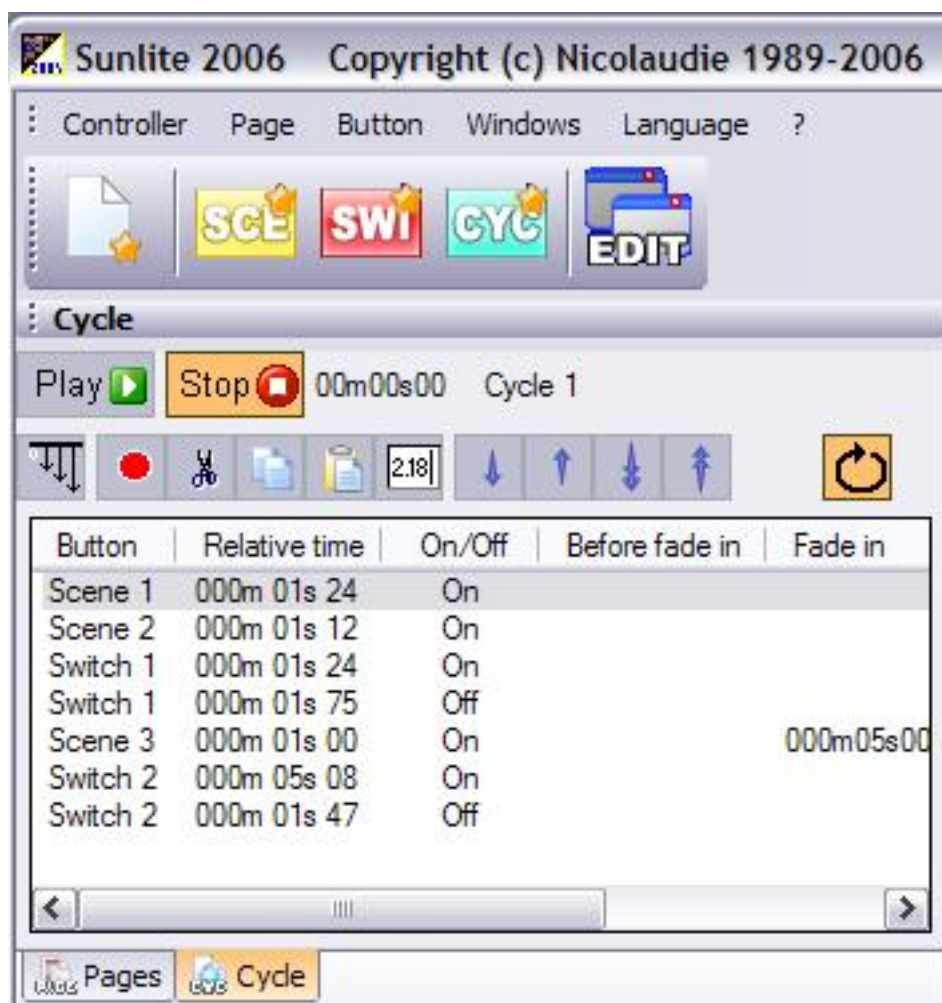 Sunlite 2006 Copyright (c) Nicolaudie 1989-2006
Controller Page Button Windows Language ?
SCE SWI CYC EDIT
Cycle
Play Stop 00m00s00 Cycle 1
2.18
Button Relative time On/Off Before fade in Fade in
Scene 1 000m 01s 24 On
Scene 2 000m 01s 12 On
Switch 1 000m 01s 24 On
Switch 1 000m 01s 75 Off
Scene 3 000m 01s 00 On 000m05s00
Switch 2 000m 05s 08 On
Switch 2 000m 01s 47 Off
Pages Cycle